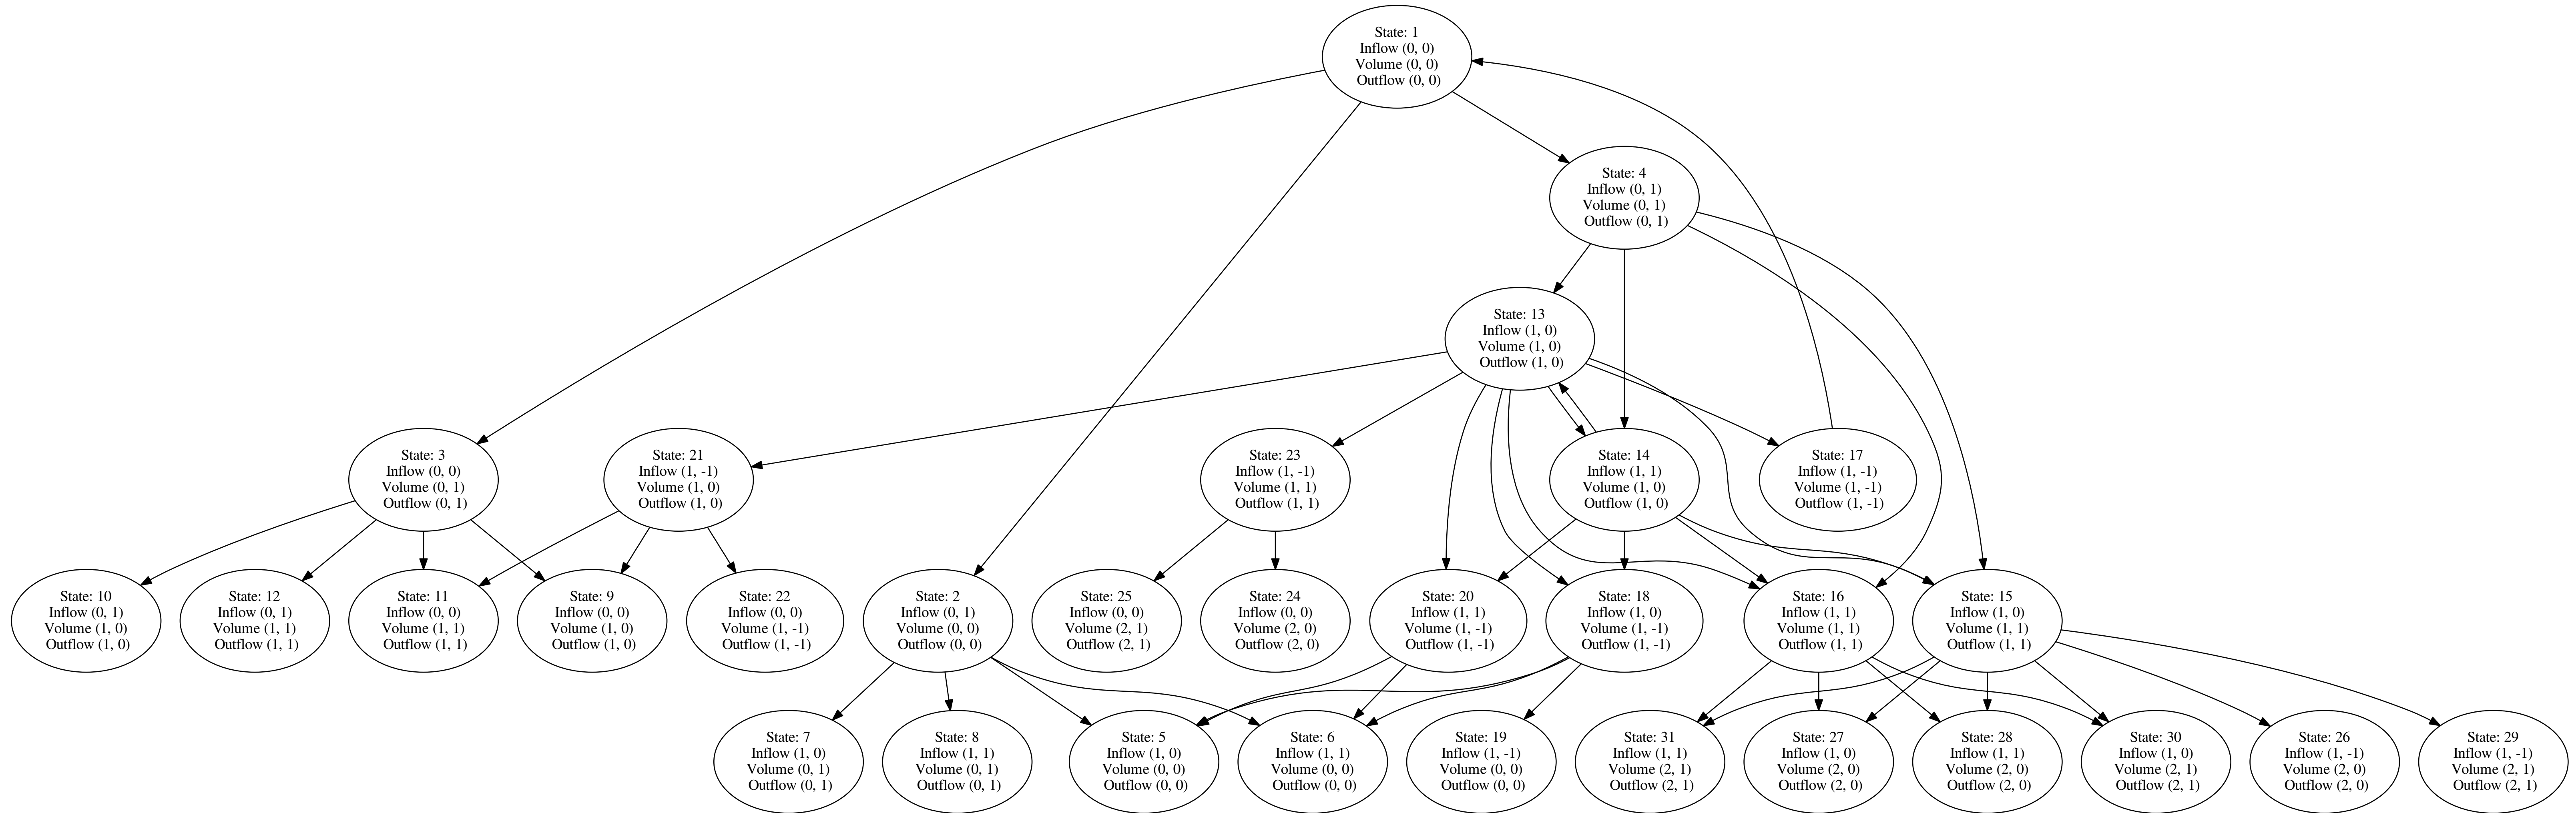 State: 1
Inflow (0, 0)
Volume (0, 0)
Outflow (0, 0)
State: 4
Inflow (0, 1)
Volume (0, 1)
Outflow (0, 1)
State: 13
Inflow (1, 0)
Volume (1, 0)
Outflow (1, 0)
State: 3
Inflow (0, 0)
Volume (0, 1)
Outflow (0, 1)
State: 21
Inflow (1, -1)
Volume (1, 0)
Outflow (1, 0)
State: 23
Inflow (1, -1)
Volume (1, 1)
Outflow (1, 1)
State: 14
Inflow (1, 1)
Volume (1, 0)
Outflow (1, 0)
State: 17
Inflow (1, -1)
Volume (1, -1)
Outflow (1, -1)
State: 10
Inflow (0, 1)
Volume (1, 0)
Outflow (1, 0)
State: 12
Inflow (0, 1)
Volume (1, 1)
Outflow (1, 1)
State: 11
Inflow (0, 0)
Volume (1, 1)
Outflow (1, 1)
State: 9
Inflow (0, 0)
Volume (1, 0)
Outflow (1, 0)
State: 22
Inflow (0, 0)
Volume (1, -1)
Outflow (1, -1)
State: 2
Inflow (0, 1)
Volume (0, 0)
Outflow (0, 0)
State: 25
Inflow (0, 0)
Volume (2, 1)
Outflow (2, 1)
State: 24
Inflow (0, 0)
Volume (2, 0)
Outflow (2, 0)
State: 20
Inflow (1, 1)
Volume (1, -1)
Outflow (1, -1)
State: 18
Inflow (1, 0)
Volume (1, -1)
Outflow (1, -1)
State: 16
Inflow (1, 1)
Volume (1, 1)
Outflow (1, 1)
State: 15
Inflow (1, 0)
Volume (1, 1)
Outflow (1, 1)
State: 7
Inflow (1, 0)
Volume (0, 1)
Outflow (0, 1)
State: 8
Inflow (1, 1)
Volume (0, 1)
Outflow (0, 1)
State: 5
Inflow (1, 0)
Volume (0, 0)
Outflow (0, 0)
State: 6
Inflow (1, 1)
Volume (0, 0)
Outflow (0, 0)
State: 19
Inflow (1, -1)
Volume (0, 0)
Outflow (0, 0)
State: 31
Inflow (1, 1)
Volume (2, 1)
Outflow (2, 1)
State: 27
Inflow (1, 0)
Volume (2, 0)
Outflow (2, 0)
State: 28
Inflow (1, 1)
Volume (2, 0)
Outflow (2, 0)
State: 30
Inflow (1, 0)
Volume (2, 1)
Outflow (2, 1)
State: 26
Inflow (1, -1)
Volume (2, 0)
Outflow (2, 0)
State: 29
Inflow (1, -1)
Volume (2, 1)
Outflow (2, 1)